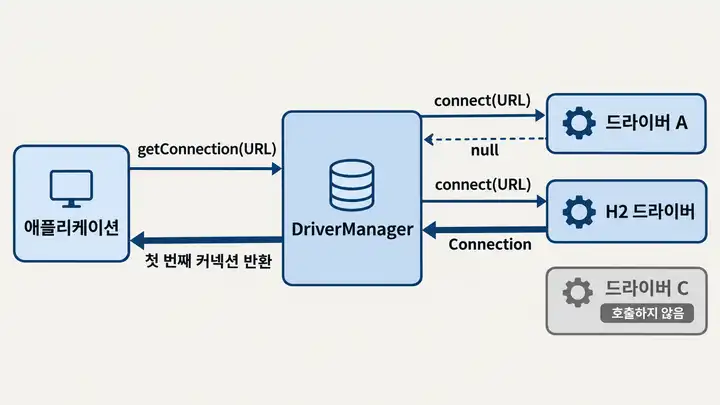 애플리케이션
getConnection(URL)
첫 번째 커넥션 반환
DriverManager
connect(URL)
null
드라이버 A
connect(URL)
Connection
H2 드라이버
드라이버 C
호출하지 않음